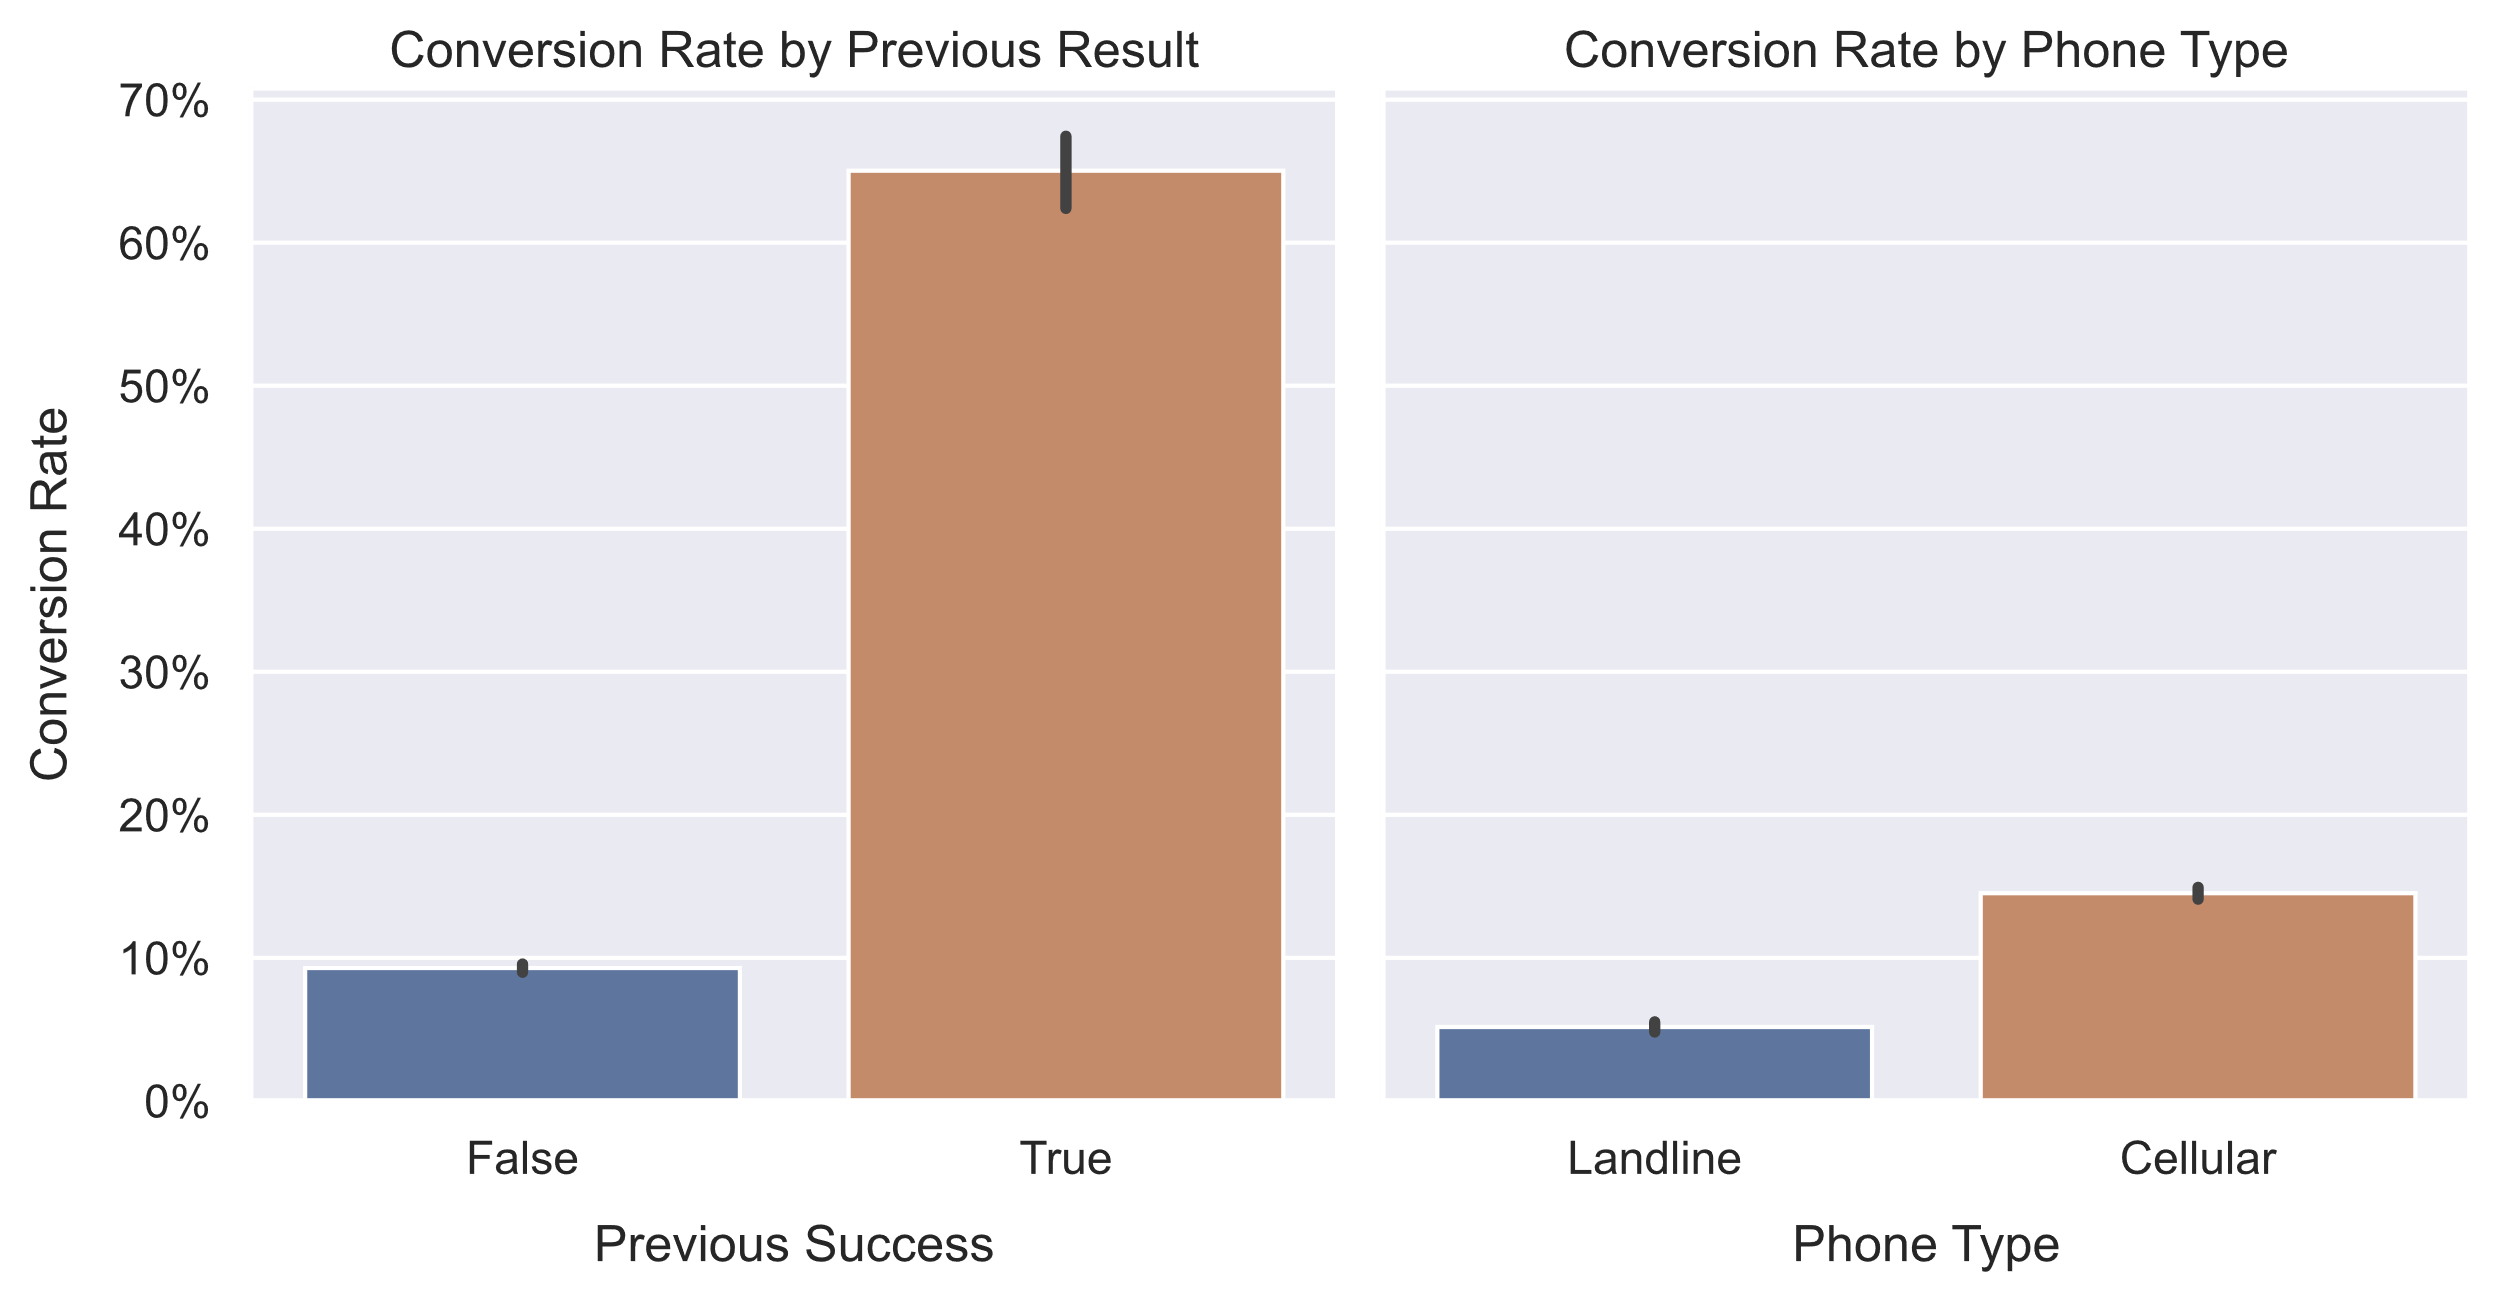 Conversion Rate by Previous Result
Conversion Rate by Phone Type
Conversion Rate
70%
60%
50%
40%
30%
20%
10%
0%
False
True
Landline
Cellular
Previous Success
Phone Type